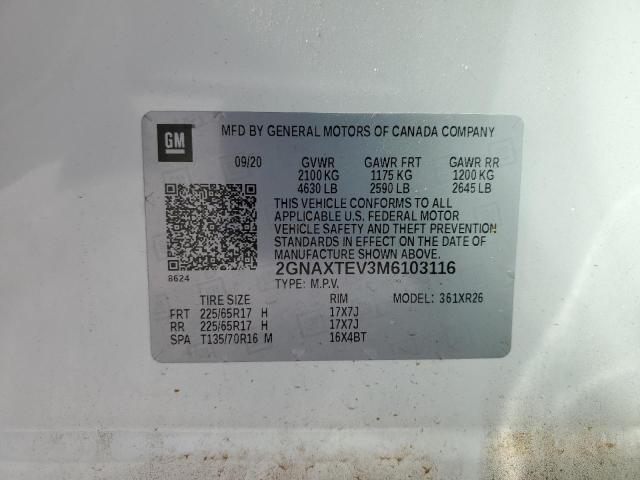 GM
MFD BY GENERAL MOTORS OF CANADA COMPANY
09/20 GVWR GAWR FRT GAWR RR
2100 KG 1175 KG 1200 KG
4630 LB 2590 LB 2645 LB
THIS VEHICLE CONFORMS TO ALL
APPLICABLE U.S. FEDERAL MOTOR
VEHICLE SAFETY AND THEFT PREVENTION
STANDARDS IN EFFECT ON THE DATE OF
MANUFACTURE SHOWN ABOVE.
2GNAXTEV3M6103116
8624 TYPE: M.P.V.
TIRE SIZE RIM MODEL: 361XR26
FRT 225/65R17 H 17X7J
RR 225/65R17 H 17X7J
SPA T135/70R16 M 16X4BT